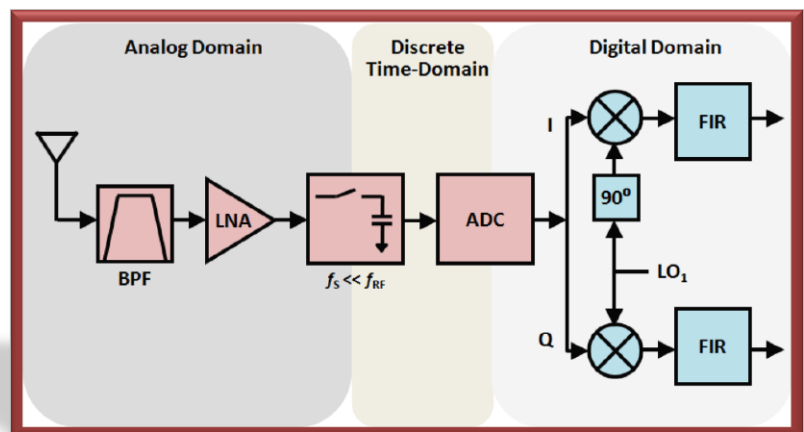 Analog Domain
Discrete
Time-Domain
Digital Domain
BPF
LNA
fS << fRF
ADC
I
Q
90º
LO1
FIR
FIR